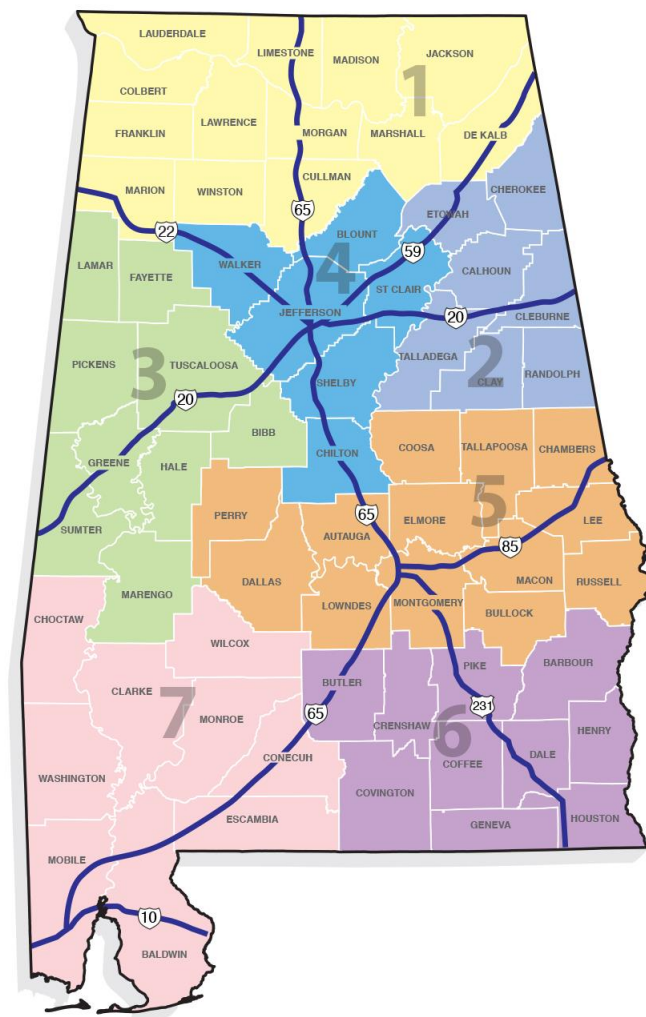 LAUDERDALE
LIMESTONE
MADISON
JACKSON
1
COLBERT
LAWRENCE
FRANKLIN
MORGAN
MARSHALL
DE KALB
CULLMAN
MARION
WINSTON
65
CHEROKEE
ETOWAH
22
BLOUNT
59
LAMAR
FAYETTE
WALKER
4
CALHOUN
ST CLAIR
JEFFERSON
20
CLEBURNE
PICKENS
3
TUSCALOOSA
TALLADEGA
2
CLAY
RANDOLPH
SHELBY
20
BIBB
COOSA
TALLAPOOSA
CHAMBERS
GREENE
HALE
CHILTON
5
PERRY
65
ELMORE
LEE
SUMTER
AUTAUGA
85
DALLAS
MACON
RUSSELL
MARENGO
LOWNDES
MONTGOMERY
BULLOCK
CHOCTAW
WILCOX
PIKE
BARBOUR
CLARKE
7
BUTLER
231
MONROE
65
CRENSHAW
6
HENRY
CONECUH
COFFEE
DALE
WASHINGTON
COVINGTON
ESCAMBIA
GENEVA
HOUSTON
MOBILE
10
BALDWIN